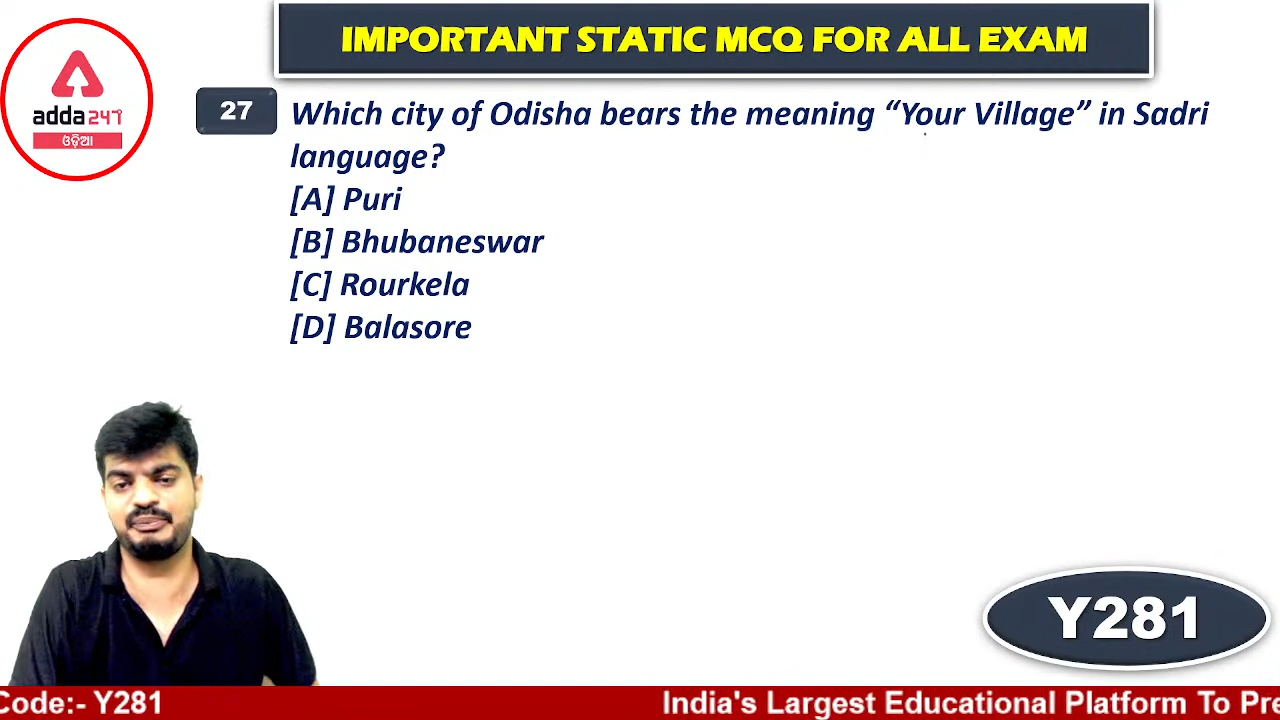 IMPORTANT STATIC MCQ FOR ALL EXAM
adda247
ଓଡ଼ିଆ
27
Which city of Odisha bears the meaning “Your Village” in Sadri
language?
[A] Puri
[B] Bhubaneswar
[C] Rourkela
[D] Balasore
Y281
Code:- Y281
India's Largest Educational Platform To Pre